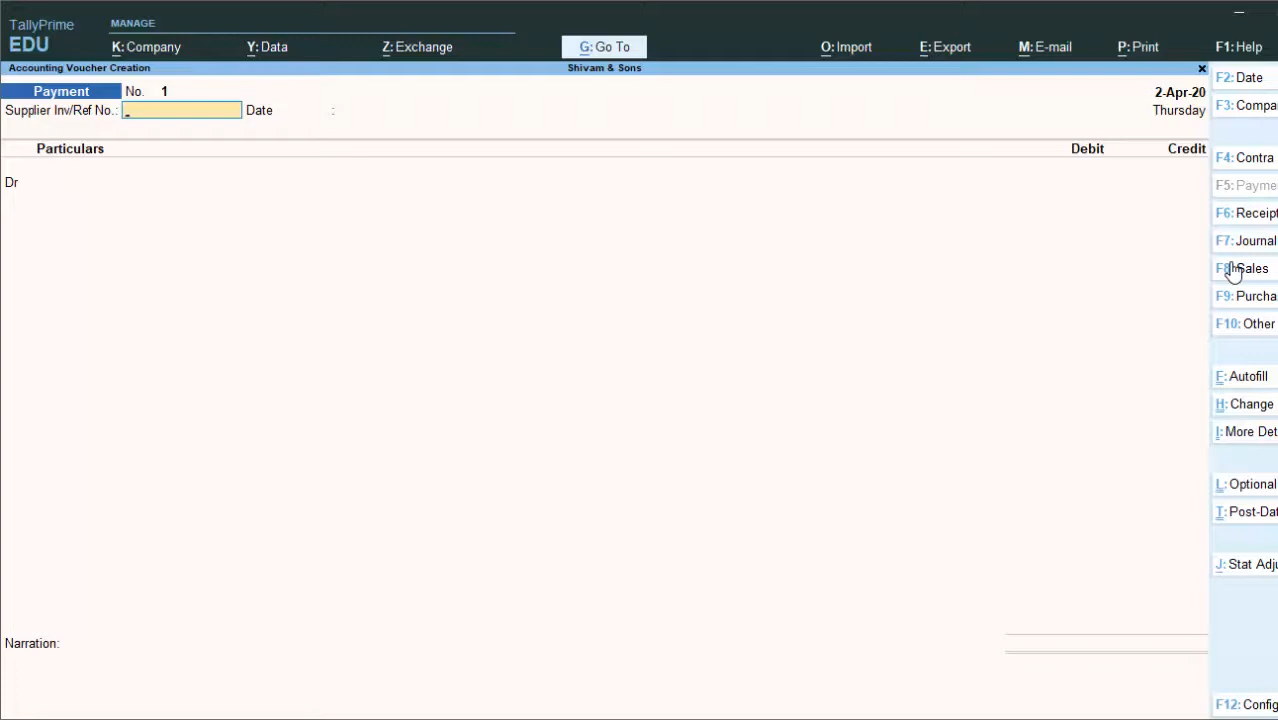 TallyPrime
EDU
MANAGE
K: Company
Y: Data
Z: Exchange
G: Go To
O: Import
E: Export
M: E-mail
P: Print
F1: Help
Accounting Voucher Creation
Shivam & Sons
x
Payment No. 1
2-Apr-20
Supplier Inv/Ref No.: Date :
Thursday
Particulars Debit Credit
Dr
Narration:
F2: Date
F3: Compa
F4: Contra
F5: Payme
F6: Receipt
F7: Journal
F8: Sales
F9: Purcha
F10: Other
F: Autofill
H: Change
I: More Det
L: Optional
T: Post-Dat
J: Stat Adju
F12: Config